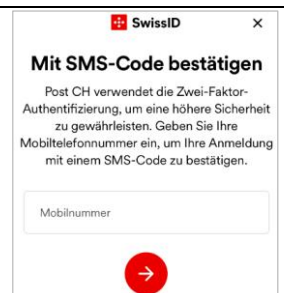 SwissID
Mit SMS-Code bestätigen
Post CH verwendet die Zwei-Faktor-
Authentifizierung, um eine höhere Sicherheit
zu gewährleisten. Geben Sie Ihre
Mobiltelefonnummer ein, um Ihre Anmeldung
mit einem SMS-Code zu bestätigen.
Mobilnummer